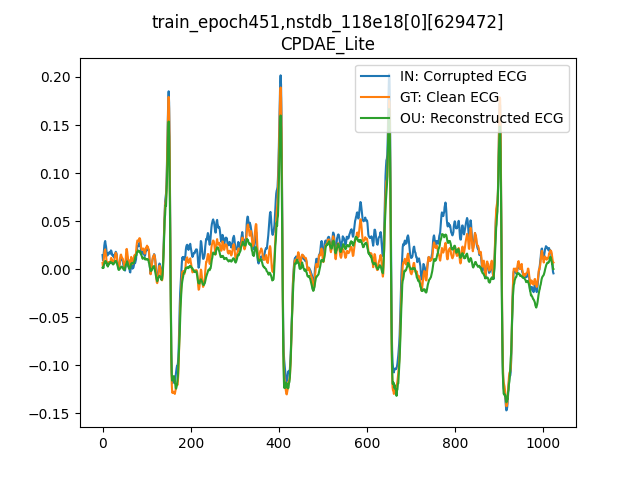 train_epoch451,nstdb_118e18[0][629472]
CPDAE_Lite
IN: Corrupted ECG
GT: Clean ECG
OU: Reconstructed ECG
0.20
0.15
0.10
0.05
0.00
−0.05
−0.10
−0.15
0 200 400 600 800 1000